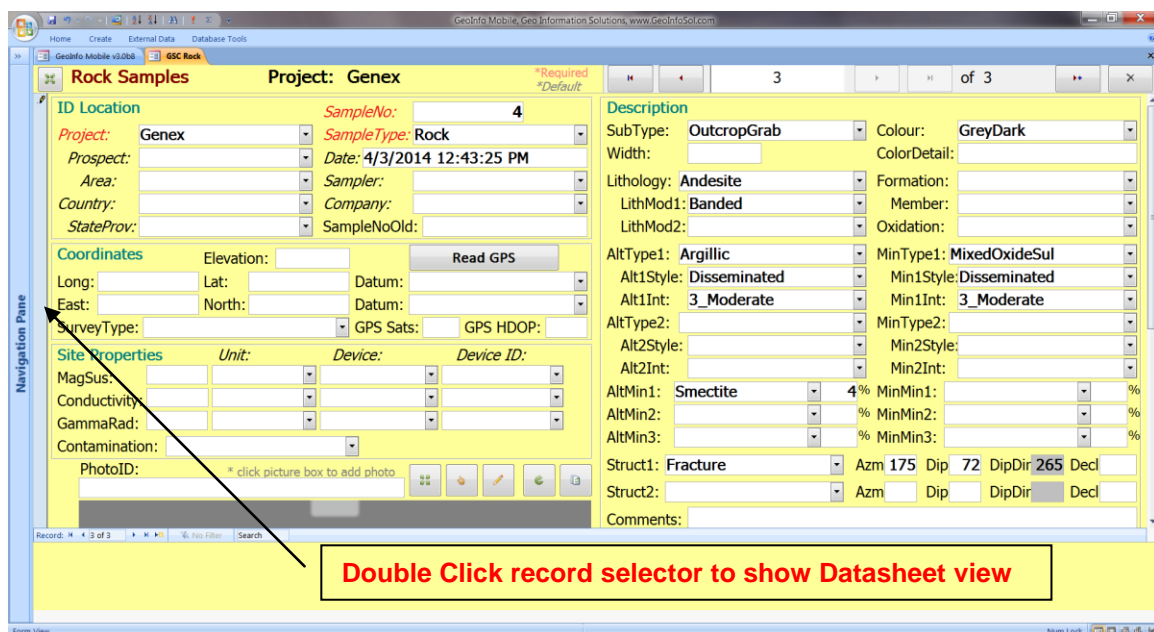 GeoInfo Mobile, Geo Information Solutions, www.GeoInfoSol.com
Home Create External Data Database Tools
GeoInfo Mobile v3.0b8 GSC Rock
Rock Samples Project: Genex *Required
*Default
3 of 3
ID Location SampleNo: 4
Project: Genex SampleType: Rock
Prospect: Date: 4/3/2014 12:43:25 PM
Area: Sampler:
Country: Company:
StateProv: SampleNoOld:
Coordinates Elevation: Read GPS
Long: Lat: Datum:
East: North: Datum:
SurveyType: GPS Sats: GPS HDOP:
Site Properties Unit: Device: Device ID:
MagSus:
Conductivity:
GammaRad:
Contamination:
PhotoID: * click picture box to add photo
Description
SubType: OutcropGrab Colour: GreyDark
Width: ColorDetail:
Lithology: Andesite Formation:
LithMod1: Banded Member:
LithMod2: Oxidation:
AltType1: Argillic MinType1: MixedOxideSul
Alt1Style: Disseminated Min1Style: Disseminated
Alt1Int: 3_Moderate Min1Int: 3_Moderate
AltType2: MinType2:
Alt2Style: Min2Style:
Alt2Int: Min2Int:
AltMin1: Smectite 4% MinMin1: %
AltMin2: % MinMin2: %
AltMin3: % MinMin3: %
Struct1: Fracture Azm 175 Dip 72 DipDir 265 Decl
Struct2: Azm Dip DipDir Decl
Comments:
Navigation Pane
Record: 3 of 3 No Filter Search
Double Click record selector to show Datasheet view
Form View Num Lock